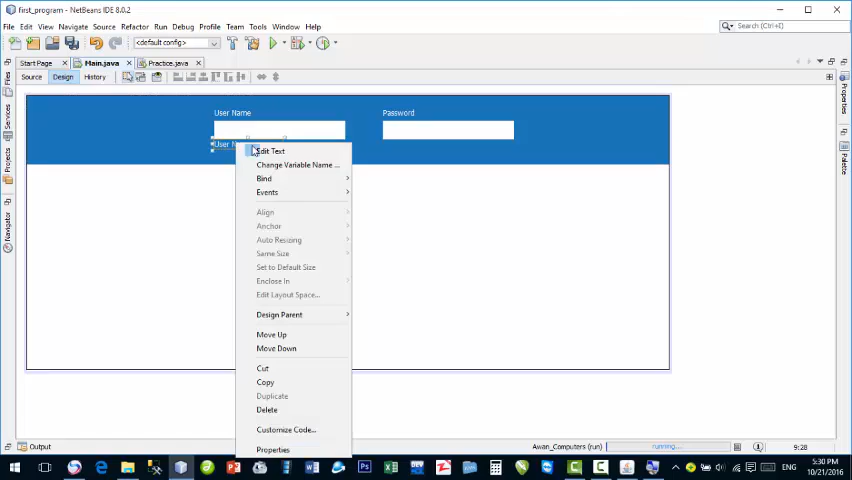 first_program - NetBeans IDE 8.0.2
File Edit View Navigate Source Refactor Run Debug Profile Team Tools Window Help
Search (Ctrl+I)
<default config>
Start Page Main.java Practice.java
Source Design History
Files
Services
Projects
Navigator
Properties
Palette
User Name Password
User N
Edit Text
Change Variable Name ...
Bind
Events
Align
Anchor
Auto Resizing
Same Size
Set to Default Size
Enclose In
Edit Layout Space...
Design Parent
Move Up
Move Down
Cut
Copy
Duplicate
Delete
Customize Code...
Properties
Output Awan_Computers (run) running... 9:28
ENG 5:30 PM
10/21/2016